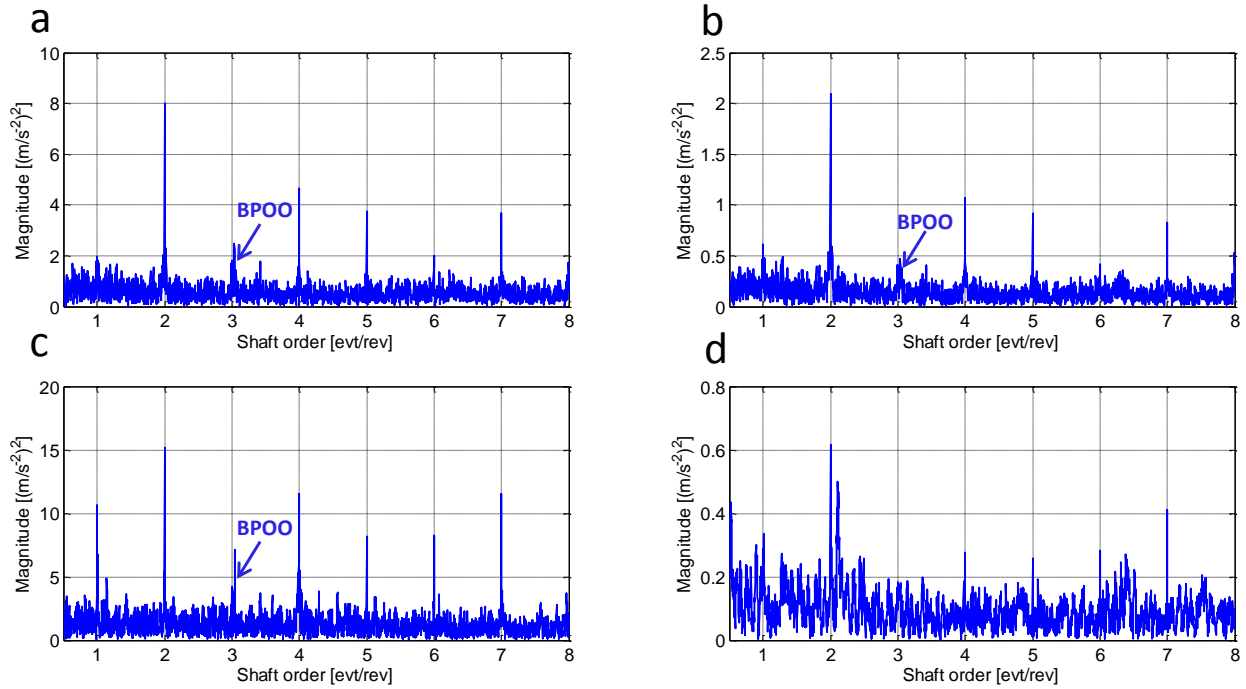 a
10
8
6
4
2
0
Magnitude [(m/s-2)2]
BPOO
1 2 3 4 5 6 7 8
Shaft order [evt/rev]
b
2.5
2
1.5
1
0.5
0
Magnitude [(m/s-2)2]
BPOO
1 2 3 4 5 6 7 8
Shaft order [evt/rev]
c
20
15
10
5
0
Magnitude [(m/s-2)2]
BPOO
1 2 3 4 5 6 7 8
Shaft order [evt/rev]
d
0.8
0.6
0.4
0.2
0
Magnitude [(m/s-2)2]
1 2 3 4 5 6 7 8
Shaft order [evt/rev]